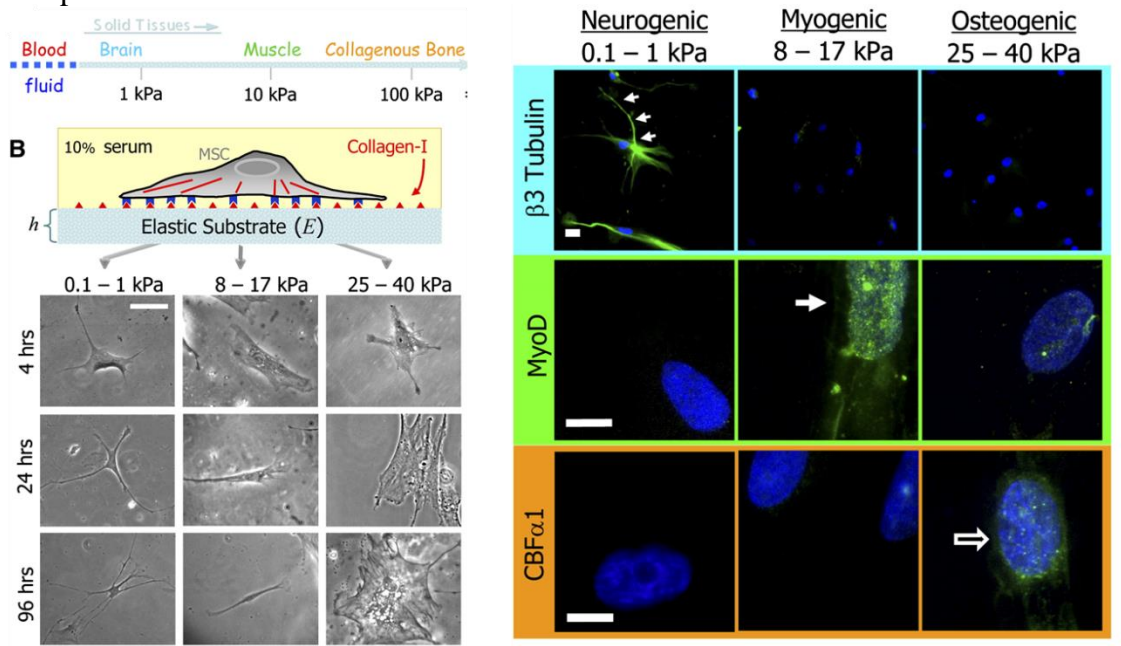 Solid Tissues
Blood
Brain
Muscle
Collagenous Bone
fluid
1 kPa
10 kPa
100 kPa
B
10% serum
MSC
Collagen-I
h
Elastic Substrate (E)
0.1 – 1 kPa
8 – 17 kPa
25 – 40 kPa
4 hrs
24 hrs
96 hrs
Neurogenic
0.1 – 1 kPa
Myogenic
8 – 17 kPa
Osteogenic
25 – 40 kPa
β3 Tubulin
MyoD
CBFα1